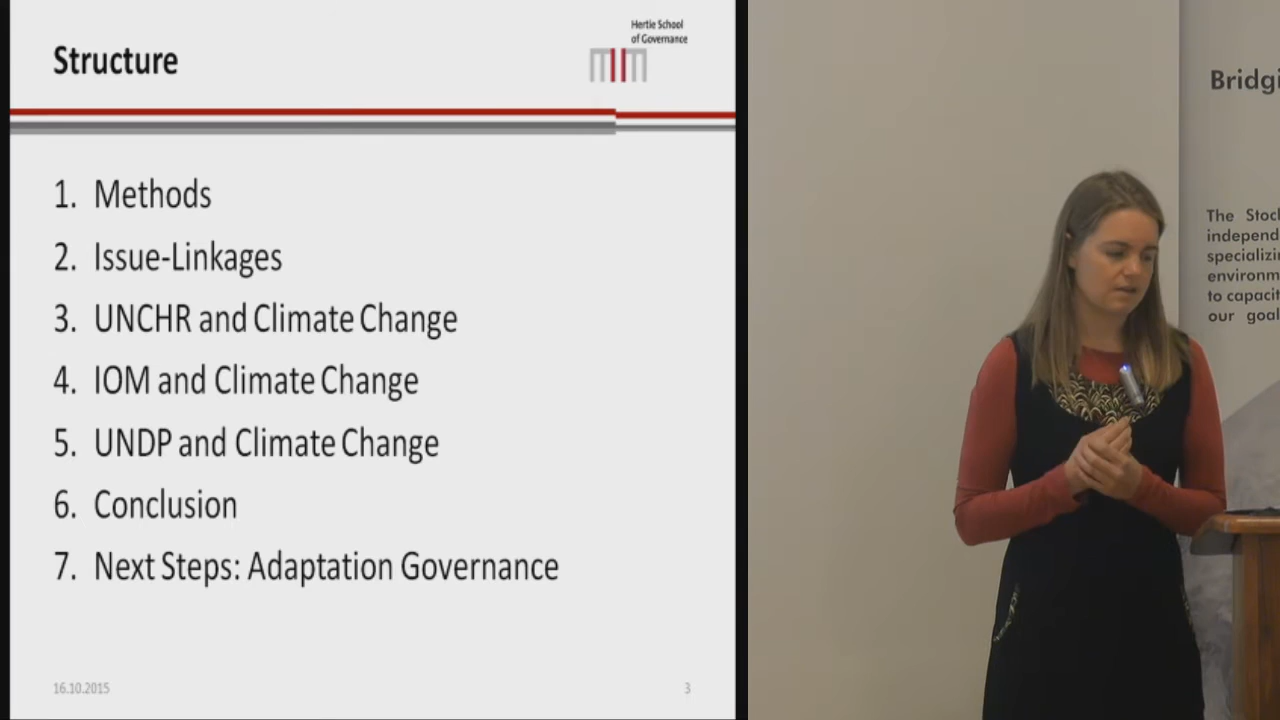 Hertie School
of Governance
Structure
1. Methods
2. Issue-Linkages
3. UNCHR and Climate Change
4. IOM and Climate Change
5. UNDP and Climate Change
6. Conclusion
7. Next Steps: Adaptation Governance
16.10.2015
3
Bridgi
The Stoc
independ
specializi
environm
to capacit
our goal